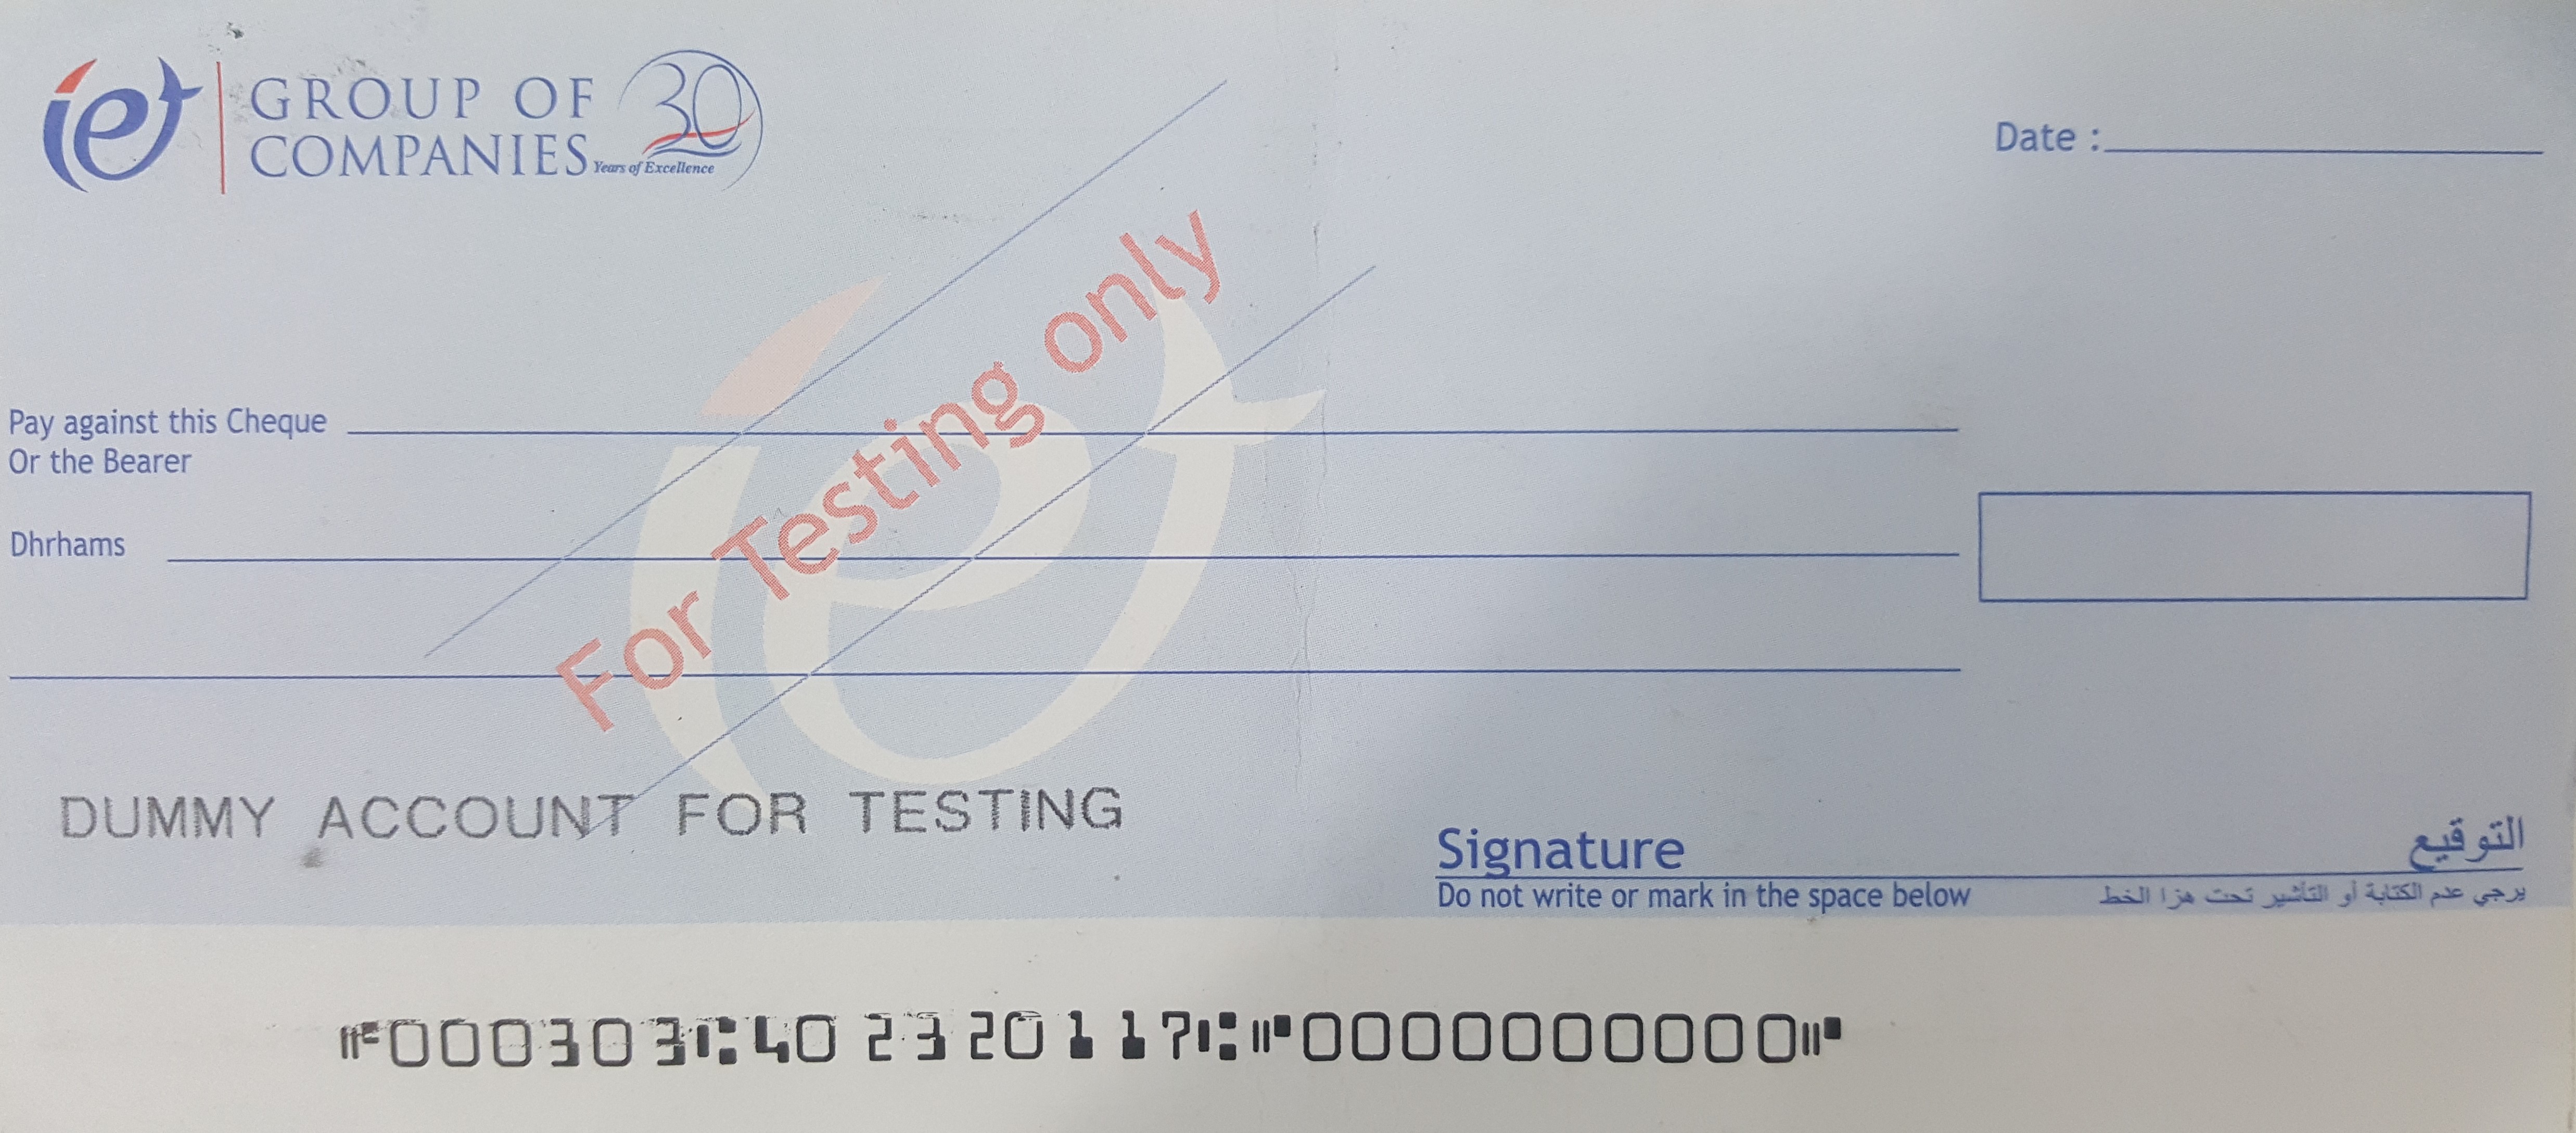 iet GROUP OF COMPANIES
30 Years of Excellence
Date :
Pay against this Cheque
Or the Bearer
Dhrhams
For Testing only
DUMMY ACCOUNT FOR TESTING
Signature التوقيع
Do not write or mark in the space below يرجي عدم الكتابة أو التأشير تحت هزا الخط
⑈000303⑆402320117⑆⑈0000000000⑈